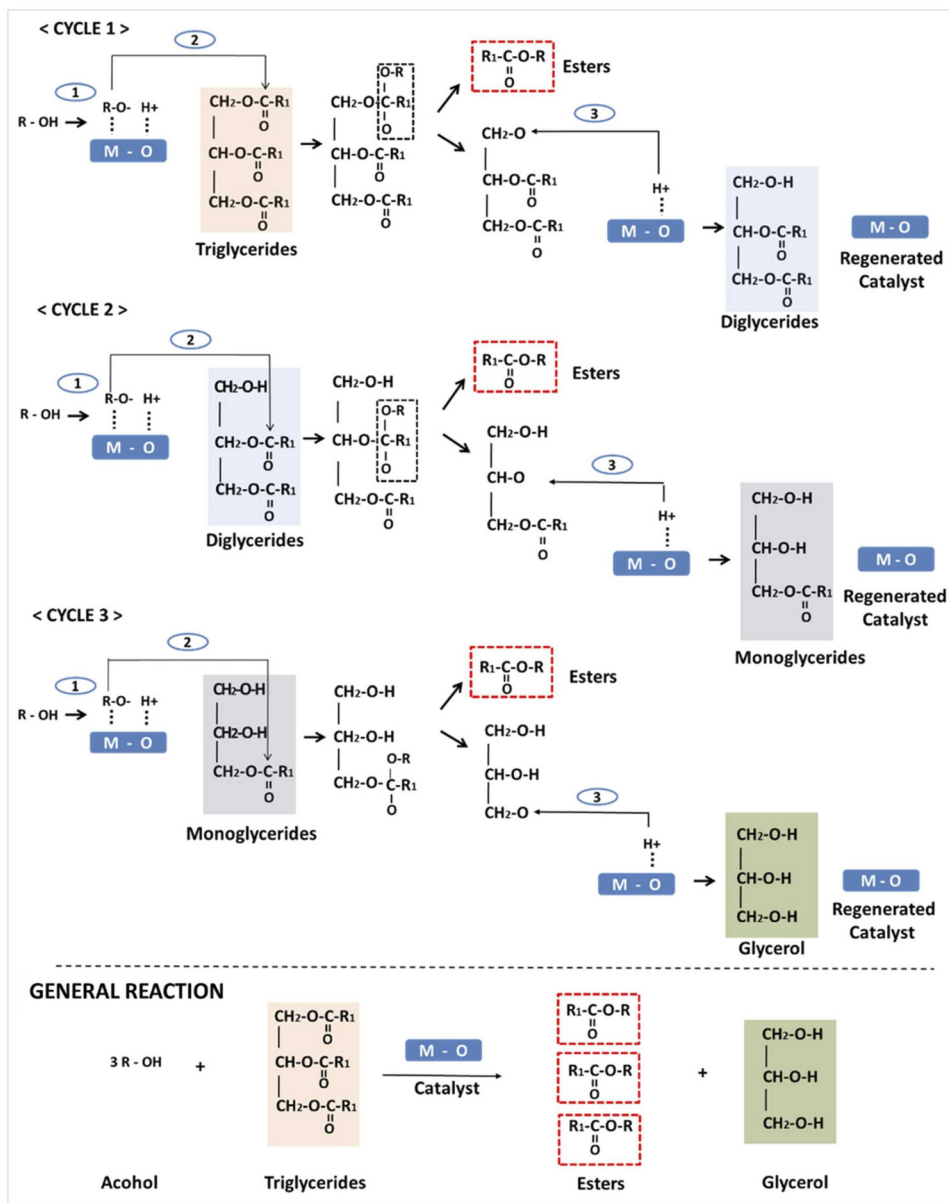 < CYCLE 1 >
2
1
R - OH
R-O- H+
M - O
CH2-O-C-R1
O
CH-O-C-R1
O
CH2-O-C-R1
O
Triglycerides
O-R
CH2-O-C-R1
O
CH-O-C-R1
O
CH2-O-C-R1
O
R1-C-O-R
O
Esters
3
CH2-O
CH-O-C-R1
O
CH2-O-C-R1
O
H+
M - O
CH2-O-H
CH-O-C-R1
O
CH2-O-C-R1
O
Diglycerides
M - O
Regenerated
Catalyst
< CYCLE 2 >
2
1
R - OH
R-O- H+
M - O
CH2-O-H
CH2-O-C-R1
O
CH2-O-C-R1
O
Diglycerides
CH2-O-H
O-R
CH-O-C-R1
O
CH2-O-C-R1
O
R1-C-O-R
O
Esters
CH2-O-H
CH-O
CH2-O-C-R1
O
3
H+
M - O
CH2-O-H
CH-O-H
CH2-O-C-R1
O
Monoglycerides
M - O
Regenerated
Catalyst
< CYCLE 3 >
2
1
R - OH
R-O- H+
M - O
CH2-O-H
CH2-O-H
CH2-O-C-R1
O
Monoglycerides
CH2-O-H
CH2-O-H
O-R
CH2-O-C-R1
O
R1-C-O-R
O
Esters
CH2-O-H
CH-O-H
CH2-O
3
H+
M - O
CH2-O-H
CH-O-H
CH2-O-H
Glycerol
M - O
Regenerated
Catalyst
GENERAL REACTION
3 R - OH
+
CH2-O-C-R1
O
CH-O-C-R1
O
CH2-O-C-R1
O
M - O
Catalyst
R1-C-O-R
O
R1-C-O-R
O
R1-C-O-R
O
+
CH2-O-H
CH-O-H
CH2-O-H
Acohol
Triglycerides
Esters
Glycerol